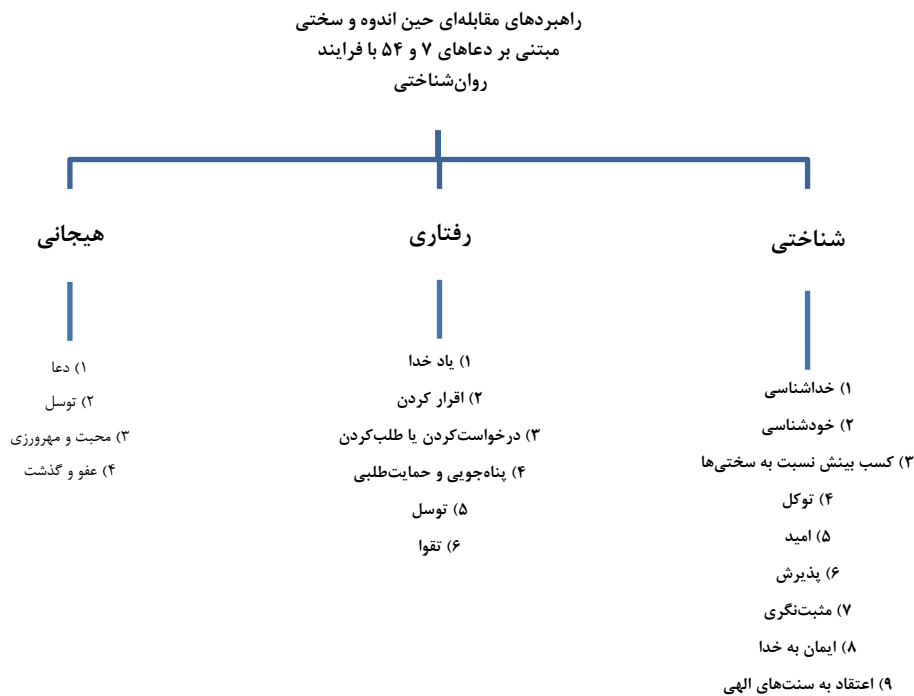 راهبردهای مقابله‌ای حین اندوه و سختی
مبتنی بر دعاهای ۷ و ۵۴ با فرایند
روان‌شناختی
شناختی
۱) خداشناسی
۲) خودشناسی
۳) کسب بینش نسبت به سختی‌ها
۴) توکل
۵) امید
۶) پذیرش
۷) مثبت‌نگری
۸) ایمان به خدا
۹) اعتقاد به سنت‌های الهی
رفتاری
۱) یاد خدا
۲) اقرار کردن
۳) درخواست‌کردن یا طلب‌کردن
۴) پناه‌جویی و حمایت‌طلبی
۵) توسل
۶) تقوا
هیجانی
۱) دعا
۲) توسل
۳) محبت و مهرورزی
۴) عفو و گذشت